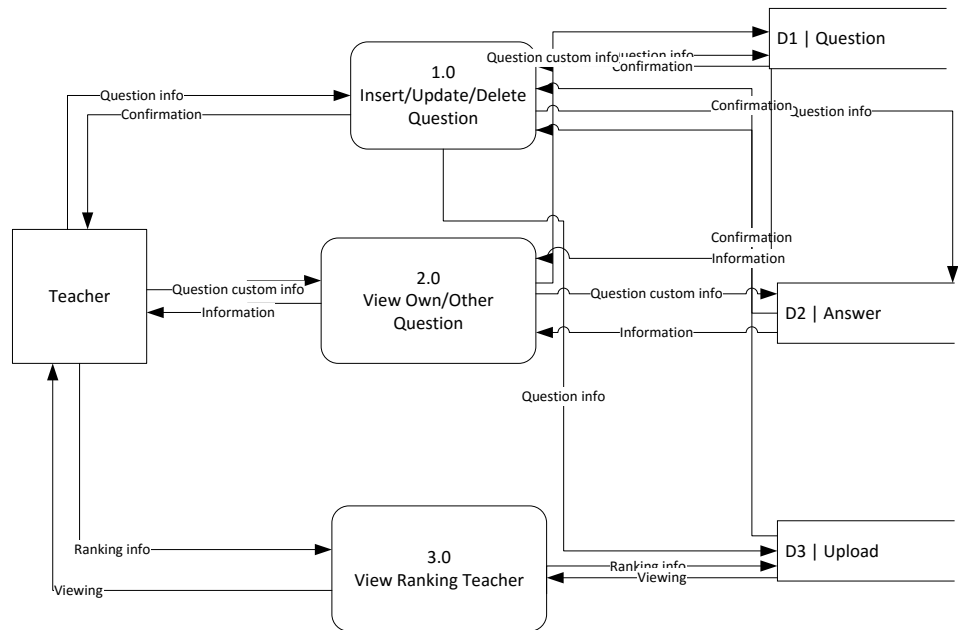 D1 | Question
Question custom info
Question info
Confirmation
1.0
Insert/Update/Delete
Question
Question info
Confirmation
Confirmation
Question info
Confirmation
Information
2.0
View Own/Other
Question
Teacher
Question custom info
Information
Question custom info
Information
D2 | Answer
Question info
3.0
View Ranking Teacher
Ranking info
Viewing
Ranking info
Viewing
D3 | Upload